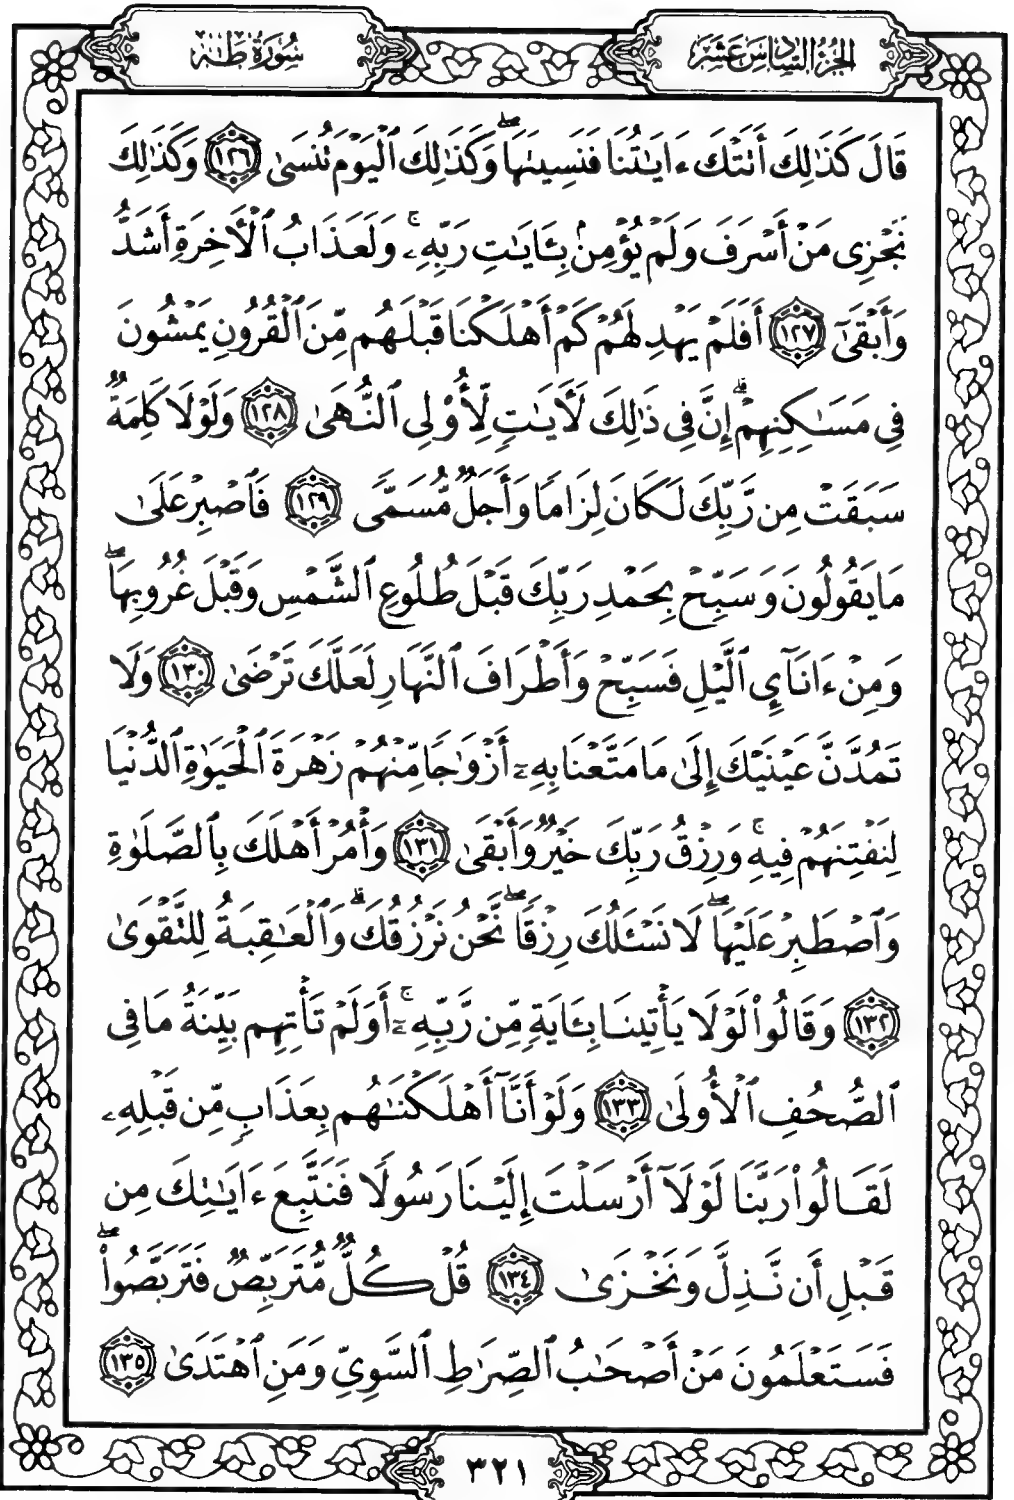 الجزء السادس عشر
سورة طه
قَالَ كَذَٰلِكَ أَتَتْكَ ءَايَٰتُنَا فَنَسِيتَهَا ۖ وَكَذَٰلِكَ ٱلْيَوْمَ تُنسَىٰ ١٢٦ وَكَذَٰلِكَ
نَجْزِى مَنْ أَسْرَفَ وَلَمْ يُؤْمِنۢ بِـَٔايَٰتِ رَبِّهِۦ ۚ وَلَعَذَابُ ٱلْأَخِرَةِ أَشَدُّ
وَأَبْقَىٰٓ ١٢٧ أَفَلَمْ يَهْدِ لَهُمْ كَمْ أَهْلَكْنَا قَبْلَهُم مِّنَ ٱلْقُرُونِ يَمْشُونَ
فِى مَسَٰكِنِهِمْ ۗ إِنَّ فِى ذَٰلِكَ لَأَيَٰتٍ لِّأُو۟لِى ٱلنُّهَىٰ ١٢٨ وَلَوْلَا كَلِمَةٌ
سَبَقَتْ مِن رَّبِّكَ لَكَانَ لِزَامًا وَأَجَلٌ مُّسَمًّى ١٢٩ فَٱصْبِرْ عَلَىٰ
مَا يَقُولُونَ وَسَبِّحْ بِحَمْدِ رَبِّكَ قَبْلَ طُلُوعِ ٱلشَّمْسِ وَقَبْلَ غُرُوبِهَا ۖ
وَمِنْ ءَانَآئِ ٱلَّيْلِ فَسَبِّحْ وَأَطْرَافَ ٱلنَّهَارِ لَعَلَّكَ تَرْضَىٰ ١٣٠ وَلَا
تَمُدَّنَّ عَيْنَيْكَ إِلَىٰ مَا مَتَّعْنَا بِهِۦٓ أَزْوَٰجًا مِّنْهُمْ زَهْرَةَ ٱلْحَيَوٰةِ ٱلدُّنْيَا
لِنَفْتِنَهُمْ فِيهِ ۚ وَرِزْقُ رَبِّكَ خَيْرٌ وَأَبْقَىٰ ١٣١ وَأْمُرْ أَهْلَكَ بِٱلصَّلَوٰةِ
وَٱصْطَبِرْ عَلَيْهَا ۖ لَا نَسْـَٔلُكَ رِزْقًا ۖ نَّحْنُ نَرْزُقُكَ ۗ وَٱلْعَٰقِبَةُ لِلتَّقْوَىٰ
١٣٢ وَقَالُوا۟ لَوْلَا يَأْتِينَا بِـَٔايَةٍ مِّن رَّبِّهِۦٓ ۚ أَوَلَمْ تَأْتِهِم بَيِّنَةُ مَا فِى
ٱلصُّحُفِ ٱلْأُولَىٰ ١٣٣ وَلَوْ أَنَّآ أَهْلَكْنَٰهُم بِعَذَابٍ مِّن قَبْلِهِۦ
لَقَالُوا۟ رَبَّنَا لَوْلَآ أَرْسَلْتَ إِلَيْنَا رَسُولًا فَنَتَّبِعَ ءَايَٰتِكَ مِن
قَبْلِ أَن نَّذِلَّ وَنَخْزَىٰ ١٣٤ قُلْ كُلٌّ مُّتَرَبِّصٌ فَتَرَبَّصُوا۟ ۖ
فَسَتَعْلَمُونَ مَنْ أَصْحَٰبُ ٱلصِّرَٰطِ ٱلسَّوِىِّ وَمَنِ ٱهْتَدَىٰ ١٣٥
٣٢١